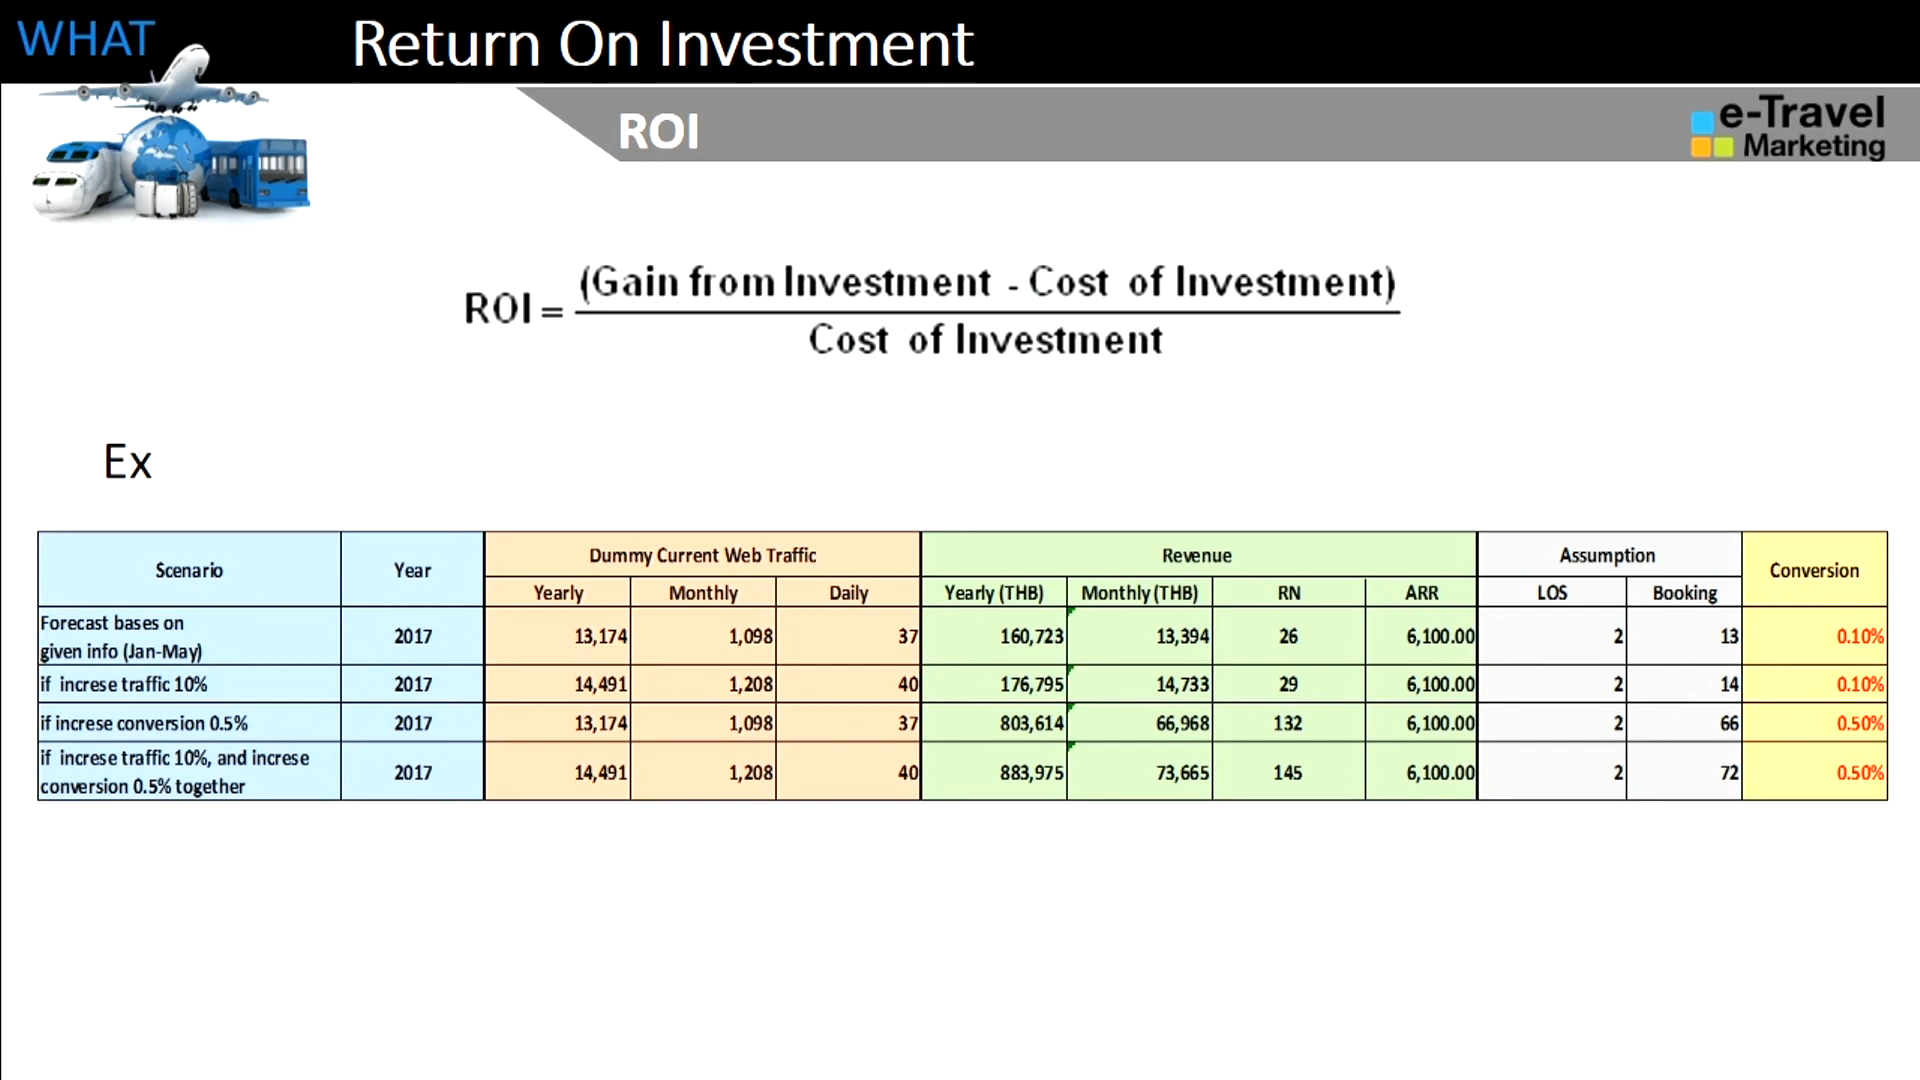 WHAT
Return On Investment
ROI
e-Travel
Marketing
(Gain from Investment - Cost of Investment)
ROI =
Cost of Investment
Ex
Scenario Year Dummy Current Web Traffic Revenue Assumption Conversion
Yearly Monthly Daily Yearly (THB) Monthly (THB) RN ARR LOS Booking
Forecast bases on
given info (Jan-May) 2017 13,174 1,098 37 160,723 13,394 26 6,100.00 2 13 0.10%
if increse traffic 10% 2017 14,491 1,208 40 176,795 14,733 29 6,100.00 2 14 0.10%
if increse conversion 0.5% 2017 13,174 1,098 37 803,614 66,968 132 6,100.00 2 66 0.50%
if increse traffic 10%, and increse
conversion 0.5% together 2017 14,491 1,208 40 883,975 73,665 145 6,100.00 2 72 0.50%